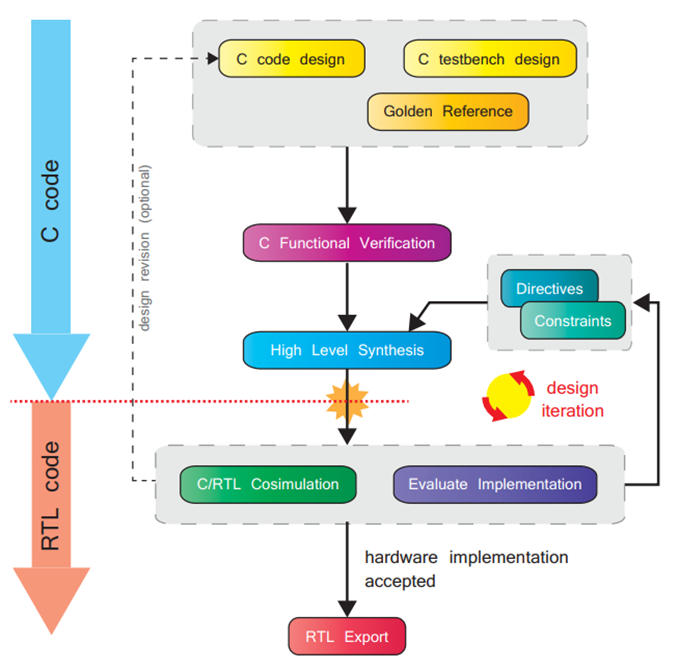 C code design
C testbench design
Golden Reference
C code
design revision (optional)
C Functional Verification
Directives
Constraints
High Level Synthesis
design
iteration
RTL code
C/RTL Cosimulation
Evaluate Implementation
hardware implementation
accepted
RTL Export